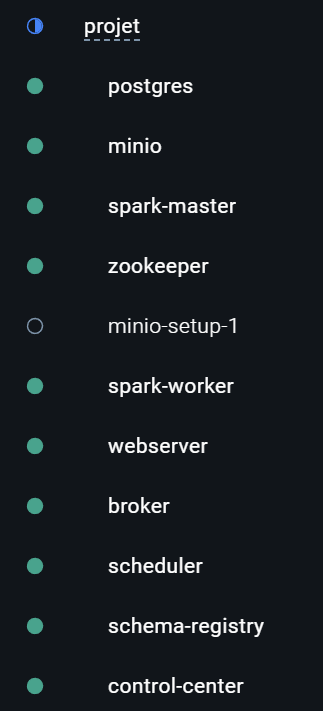 projet
postgres
minio
spark-master
zookeeper
minio-setup-1
spark-worker
webserver
broker
scheduler
schema-registry
control-center